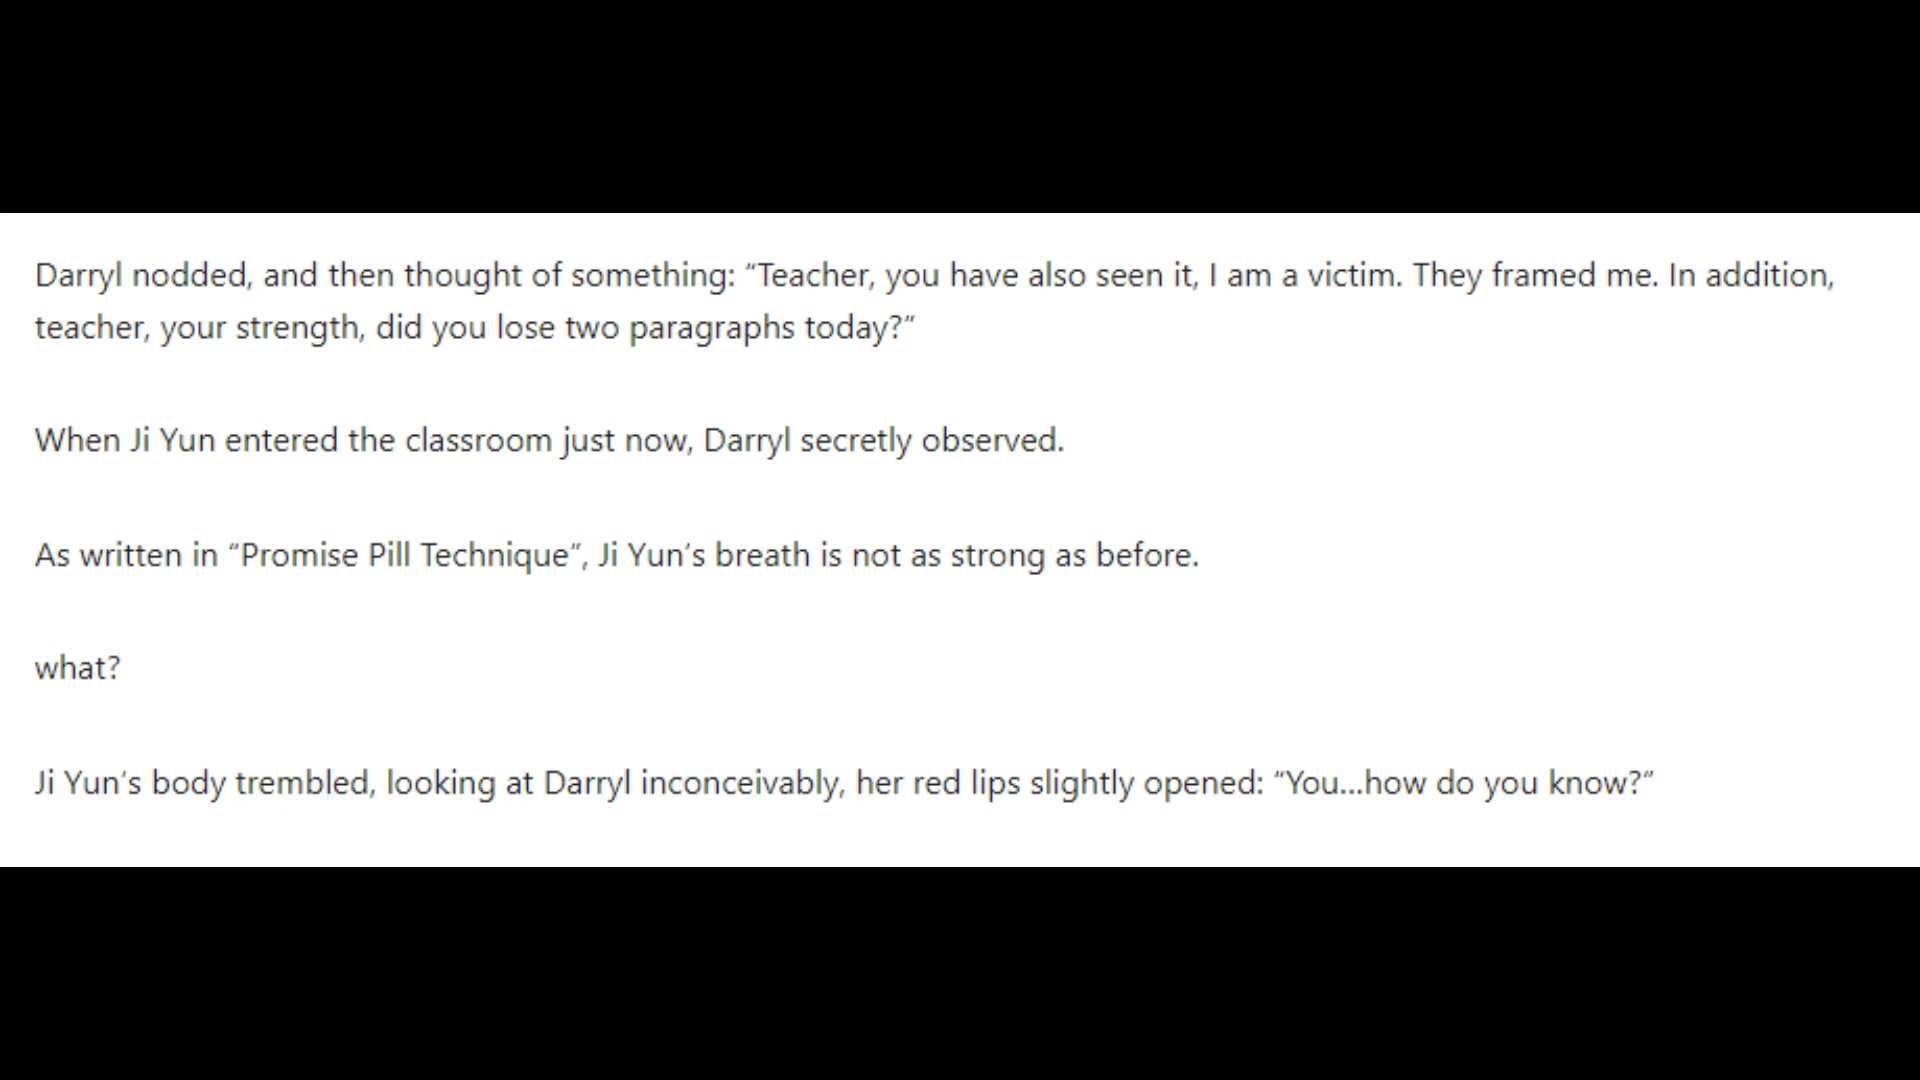 Darryl nodded, and then thought of something: “Teacher, you have also seen it, I am a victim. They framed me. In addition,
teacher, your strength, did you lose two paragraphs today?”
When Ji Yun entered the classroom just now, Darryl secretly observed.
As written in “Promise Pill Technique”, Ji Yun’s breath is not as strong as before.
what?
Ji Yun’s body trembled, looking at Darryl inconceivably, her red lips slightly opened: “You...how do you know?”